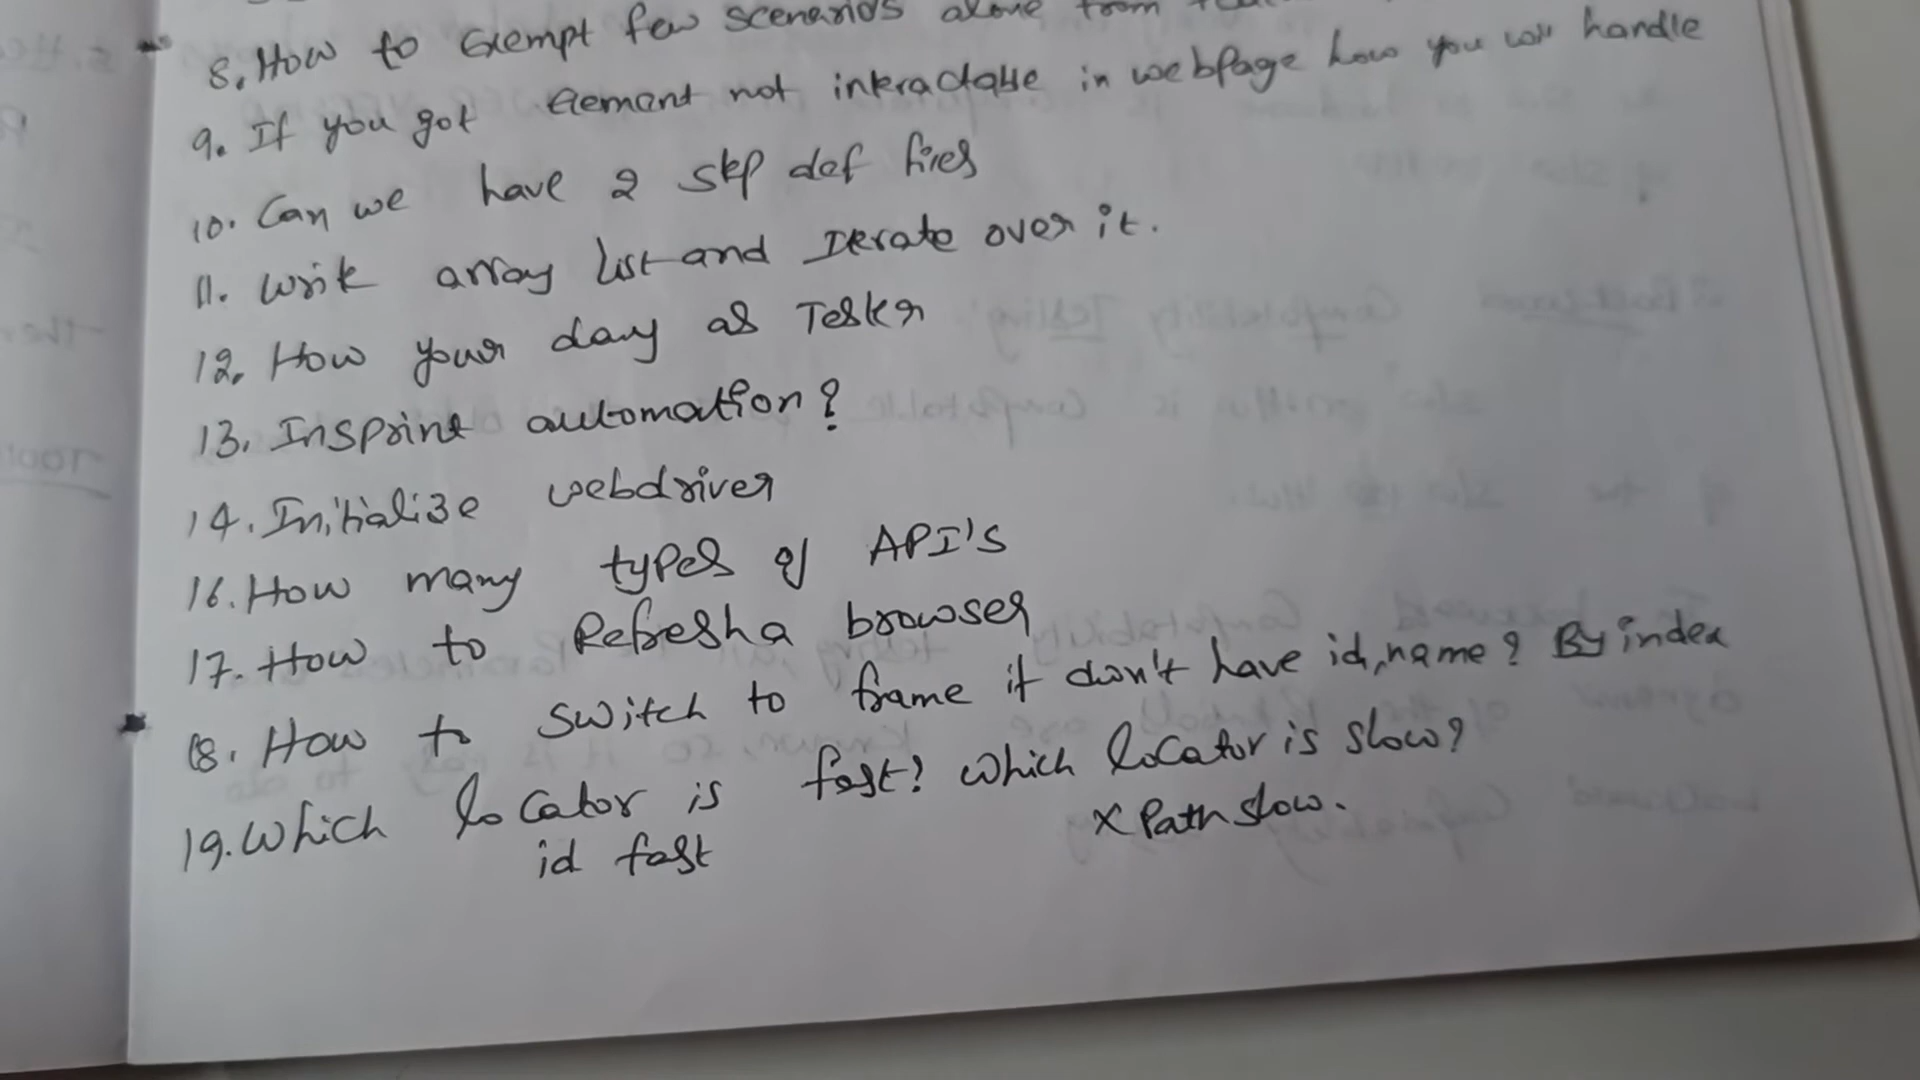 8. How to Exempt few scenarios alone from
9. If you got Element not interactable in webpage how you will handle
10. Can we have 2 step def files
11. Write array list and Iterate over it.
12. How your day as Tester
13. Insprint automation?
14. Initialize webdriver
16. How many types of API's
17. How to Refresh a browser
18. How to switch to frame if don't have id, name? By index
19. Which locator is fast? Which locator is slow?
id fast X Path slow.